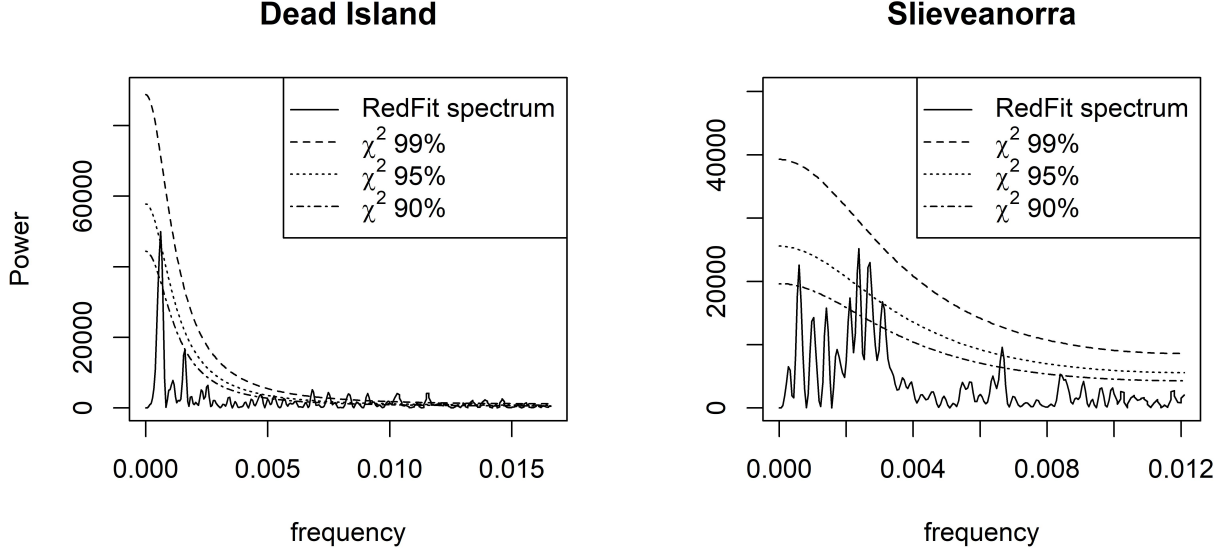 Dead Island
Power
0
20000
60000
0.000 0.005 0.010 0.015
frequency
RedFit spectrum
χ² 99%
χ² 95%
χ² 90%
Slieveanorra
0
20000
40000
0.000 0.004 0.008 0.012
frequency
RedFit spectrum
χ² 99%
χ² 95%
χ² 90%